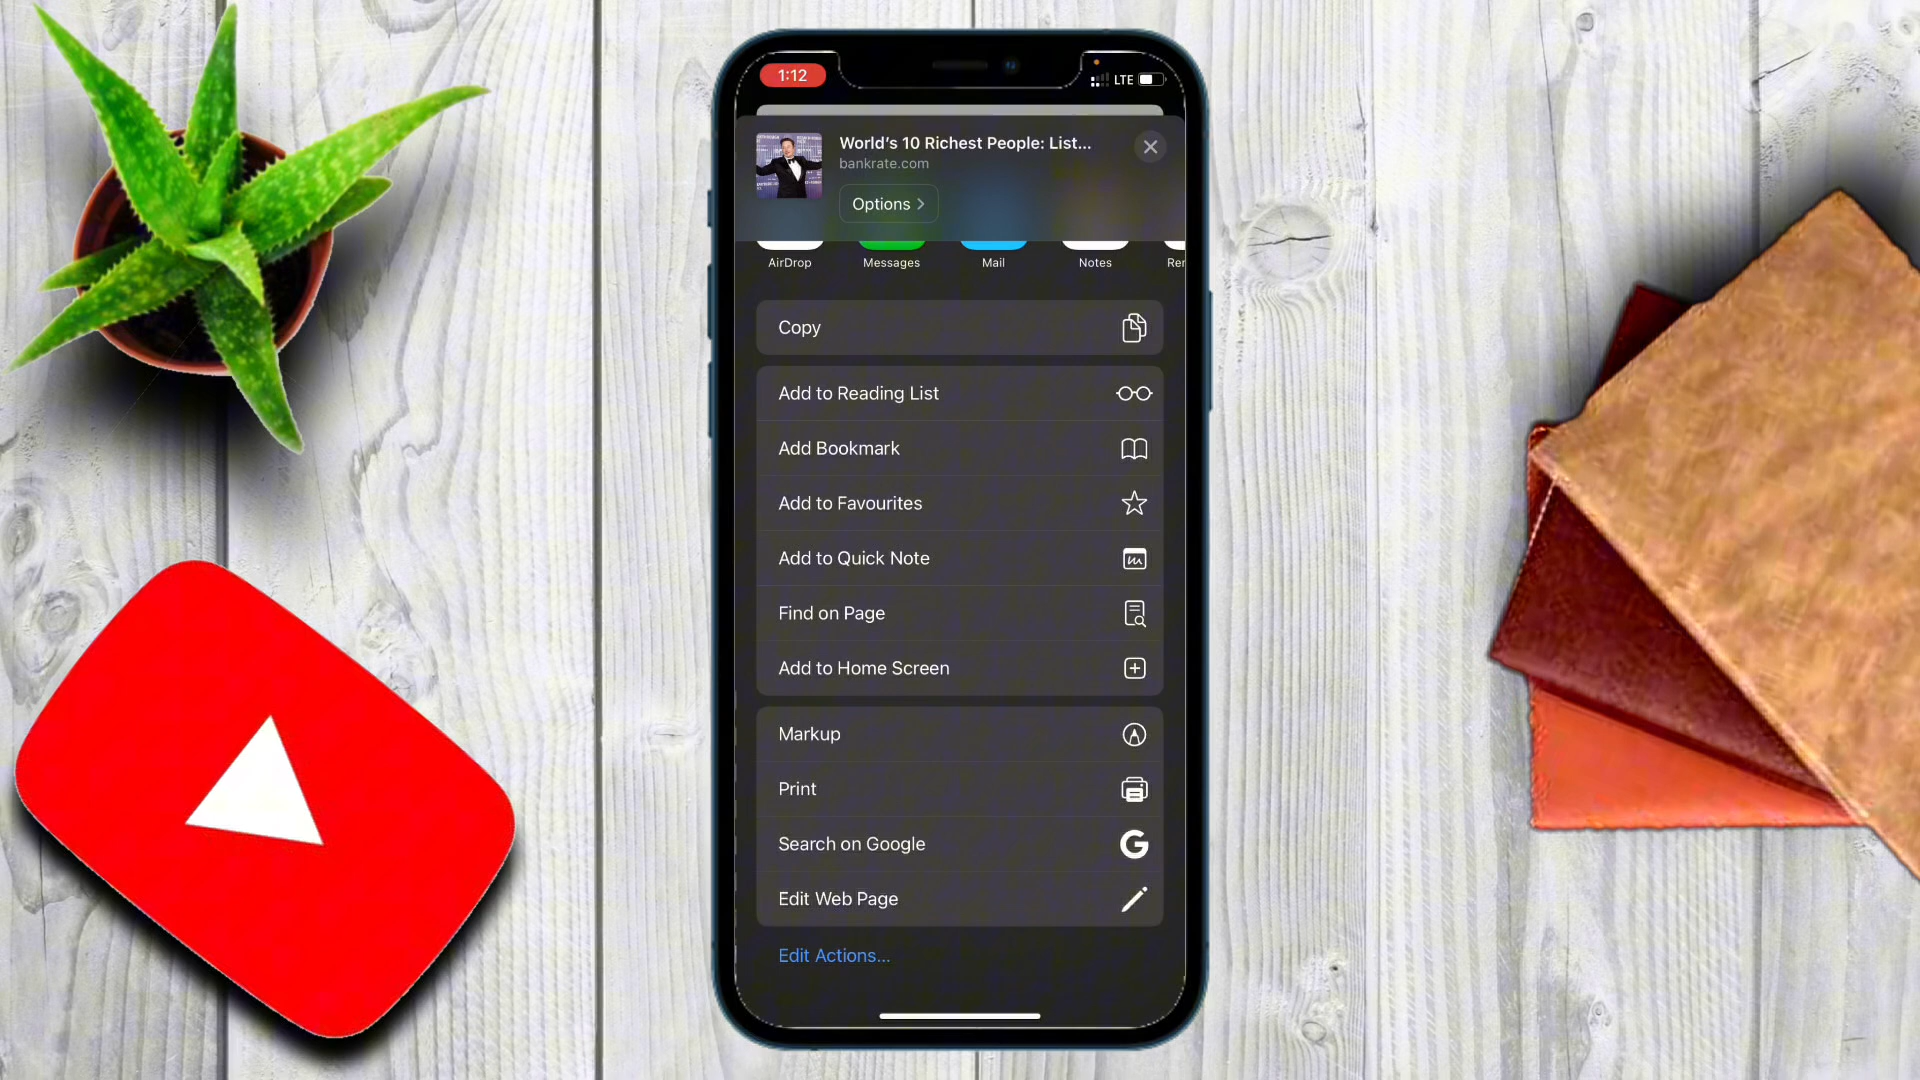 1:12
LTE
World's 10 Richest People: List...
bankrate.com
Options
AirDrop
Messages
Mail
Notes
Copy
Add to Reading List
Add Bookmark
Add to Favourites
Add to Quick Note
Find on Page
Add to Home Screen
Markup
Print
Search on Google
Edit Web Page
Edit Actions...